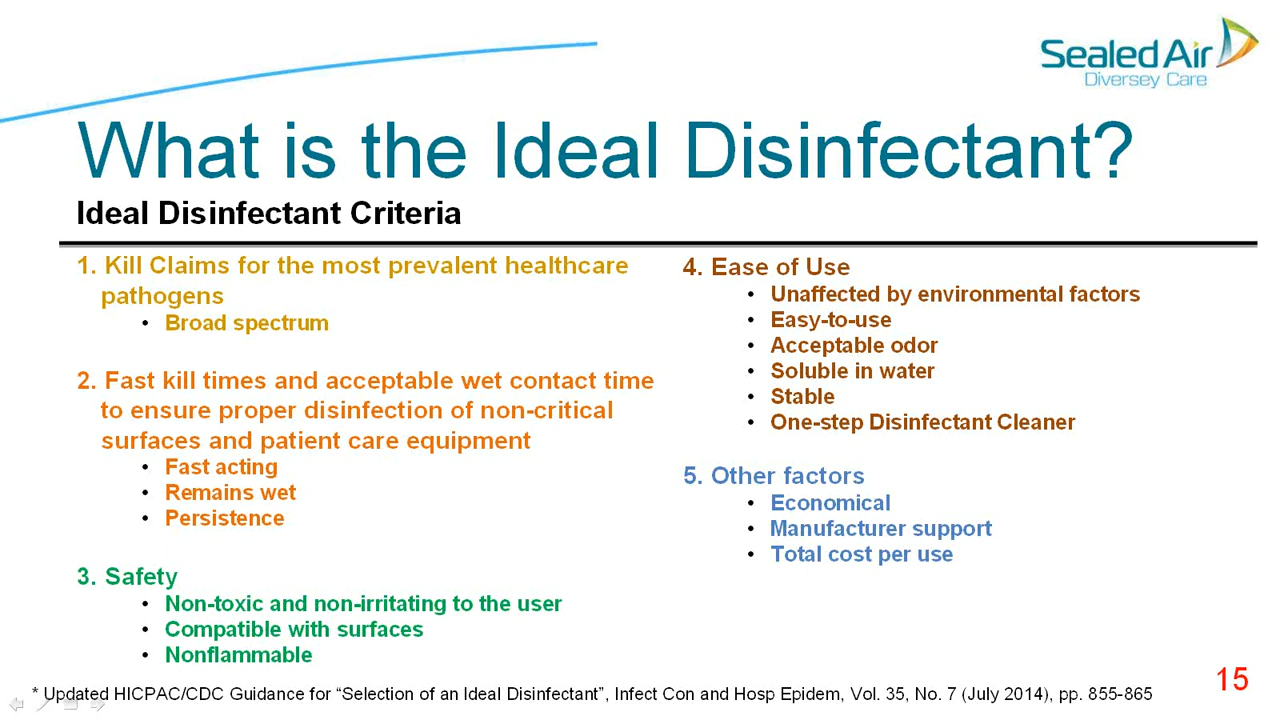 Sealed Air
Diversey Care
What is the Ideal Disinfectant?
Ideal Disinfectant Criteria
1. Kill Claims for the most prevalent healthcare
pathogens
• Broad spectrum
2. Fast kill times and acceptable wet contact time
to ensure proper disinfection of non-critical
surfaces and patient care equipment
• Fast acting
• Remains wet
• Persistence
3. Safety
• Non-toxic and non-irritating to the user
• Compatible with surfaces
• Nonflammable
4. Ease of Use
• Unaffected by environmental factors
• Easy-to-use
• Acceptable odor
• Soluble in water
• Stable
• One-step Disinfectant Cleaner
5. Other factors
• Economical
• Manufacturer support
• Total cost per use
* Updated HICPAC/CDC Guidance for “Selection of an Ideal Disinfectant”, Infect Con and Hosp Epidem, Vol. 35, No. 7 (July 2014), pp. 855-865
15